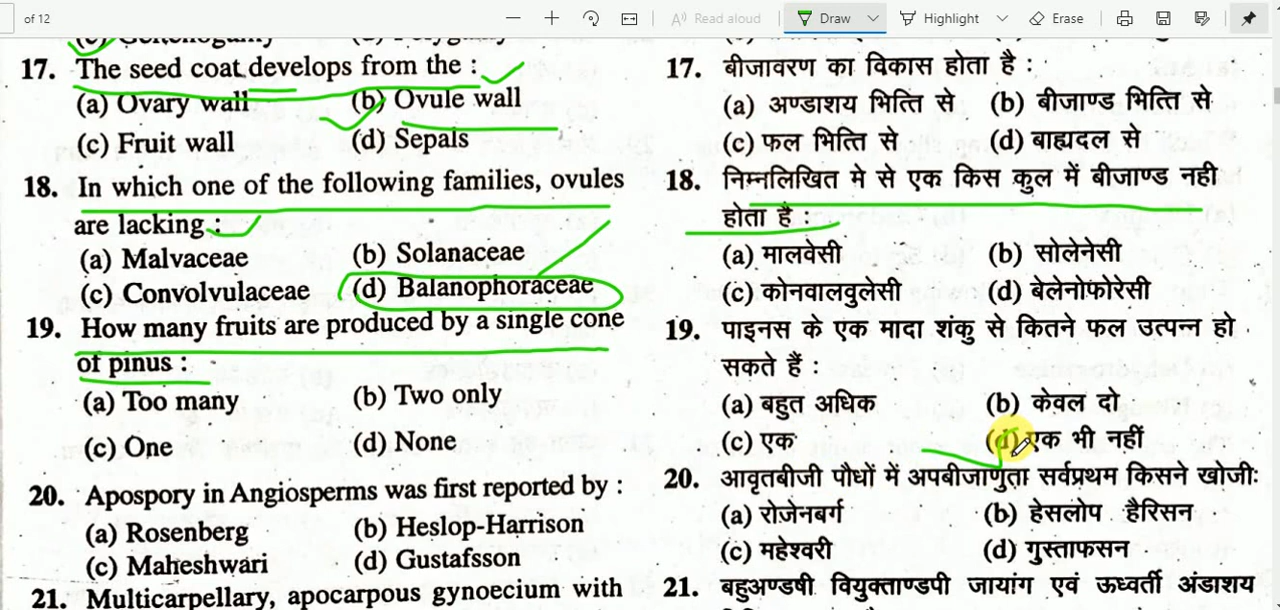 of 12
Read aloud
Draw
Highlight
Erase
17. The seed coat develops from the :
(a) Ovary wall (b) Ovule wall
(c) Fruit wall (d) Sepals
18. In which one of the following families, ovules
are lacking :
(a) Malvaceae (b) Solanaceae
(c) Convolvulaceae (d) Balanophoraceae
19. How many fruits are produced by a single cone
of pinus :
(a) Too many (b) Two only
(c) One (d) None
20. Apospory in Angiosperms was first reported by :
(a) Rosenberg (b) Heslop-Harrison
(c) Maheshwari (d) Gustafsson
21. Multicarpellary, apocarpous gynoecium with
17. बीजावरण का विकास होता है :
(a) अण्डाशय भित्ति से (b) बीजाण्ड भित्ति से
(c) फल भित्ति से (d) बाह्यदल से
18. निम्नलिखित मे से एक किस कुल में बीजाण्ड नही
होता है :
(a) मालवेसी (b) सोलेनेसी
(c) कोनवालवुलेसी (d) बेलेनोफोरेसी
19. पाइनस के एक मादा शंकु से कितने फल उत्पन्न हो
सकते हैं :
(a) बहुत अधिक (b) केवल दो
(c) एक (d) एक भी नहीं
20. आवृतबीजी पौधों में अपबीजाणुता सर्वप्रथम किसने खोजीः
(a) रोजेनबर्ग (b) हेसलोप हैरिसन
(c) महेश्वरी (d) गुस्ताफसन
21. बहुअण्डषी वियुक्ताण्डपी जायांग एवं ऊध्वर्ती अंडाशय